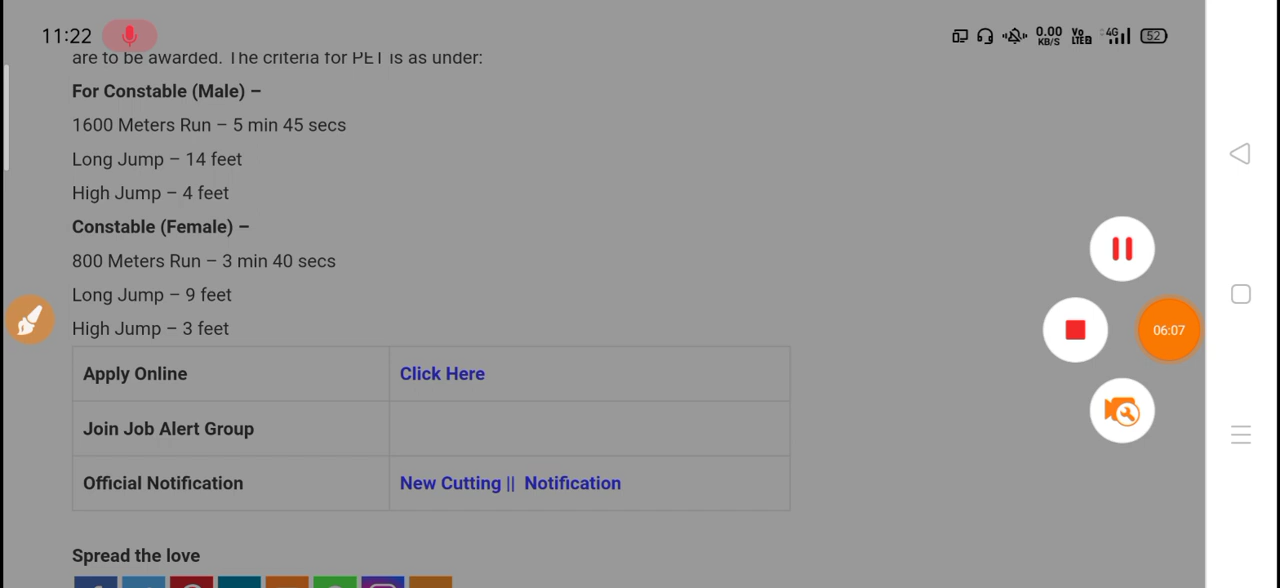 11:22
0.00
KB/S
Vo
LTE2
4G
52
are to be awarded. The criteria for PET is as under:
For Constable (Male) –
1600 Meters Run – 5 min 45 secs
Long Jump – 14 feet
High Jump – 4 feet
Constable (Female) –
800 Meters Run – 3 min 40 secs
Long Jump – 9 feet
High Jump – 3 feet
06:07
Apply Online Click Here
Join Job Alert Group
Official Notification New Cutting || Notification
Spread the love